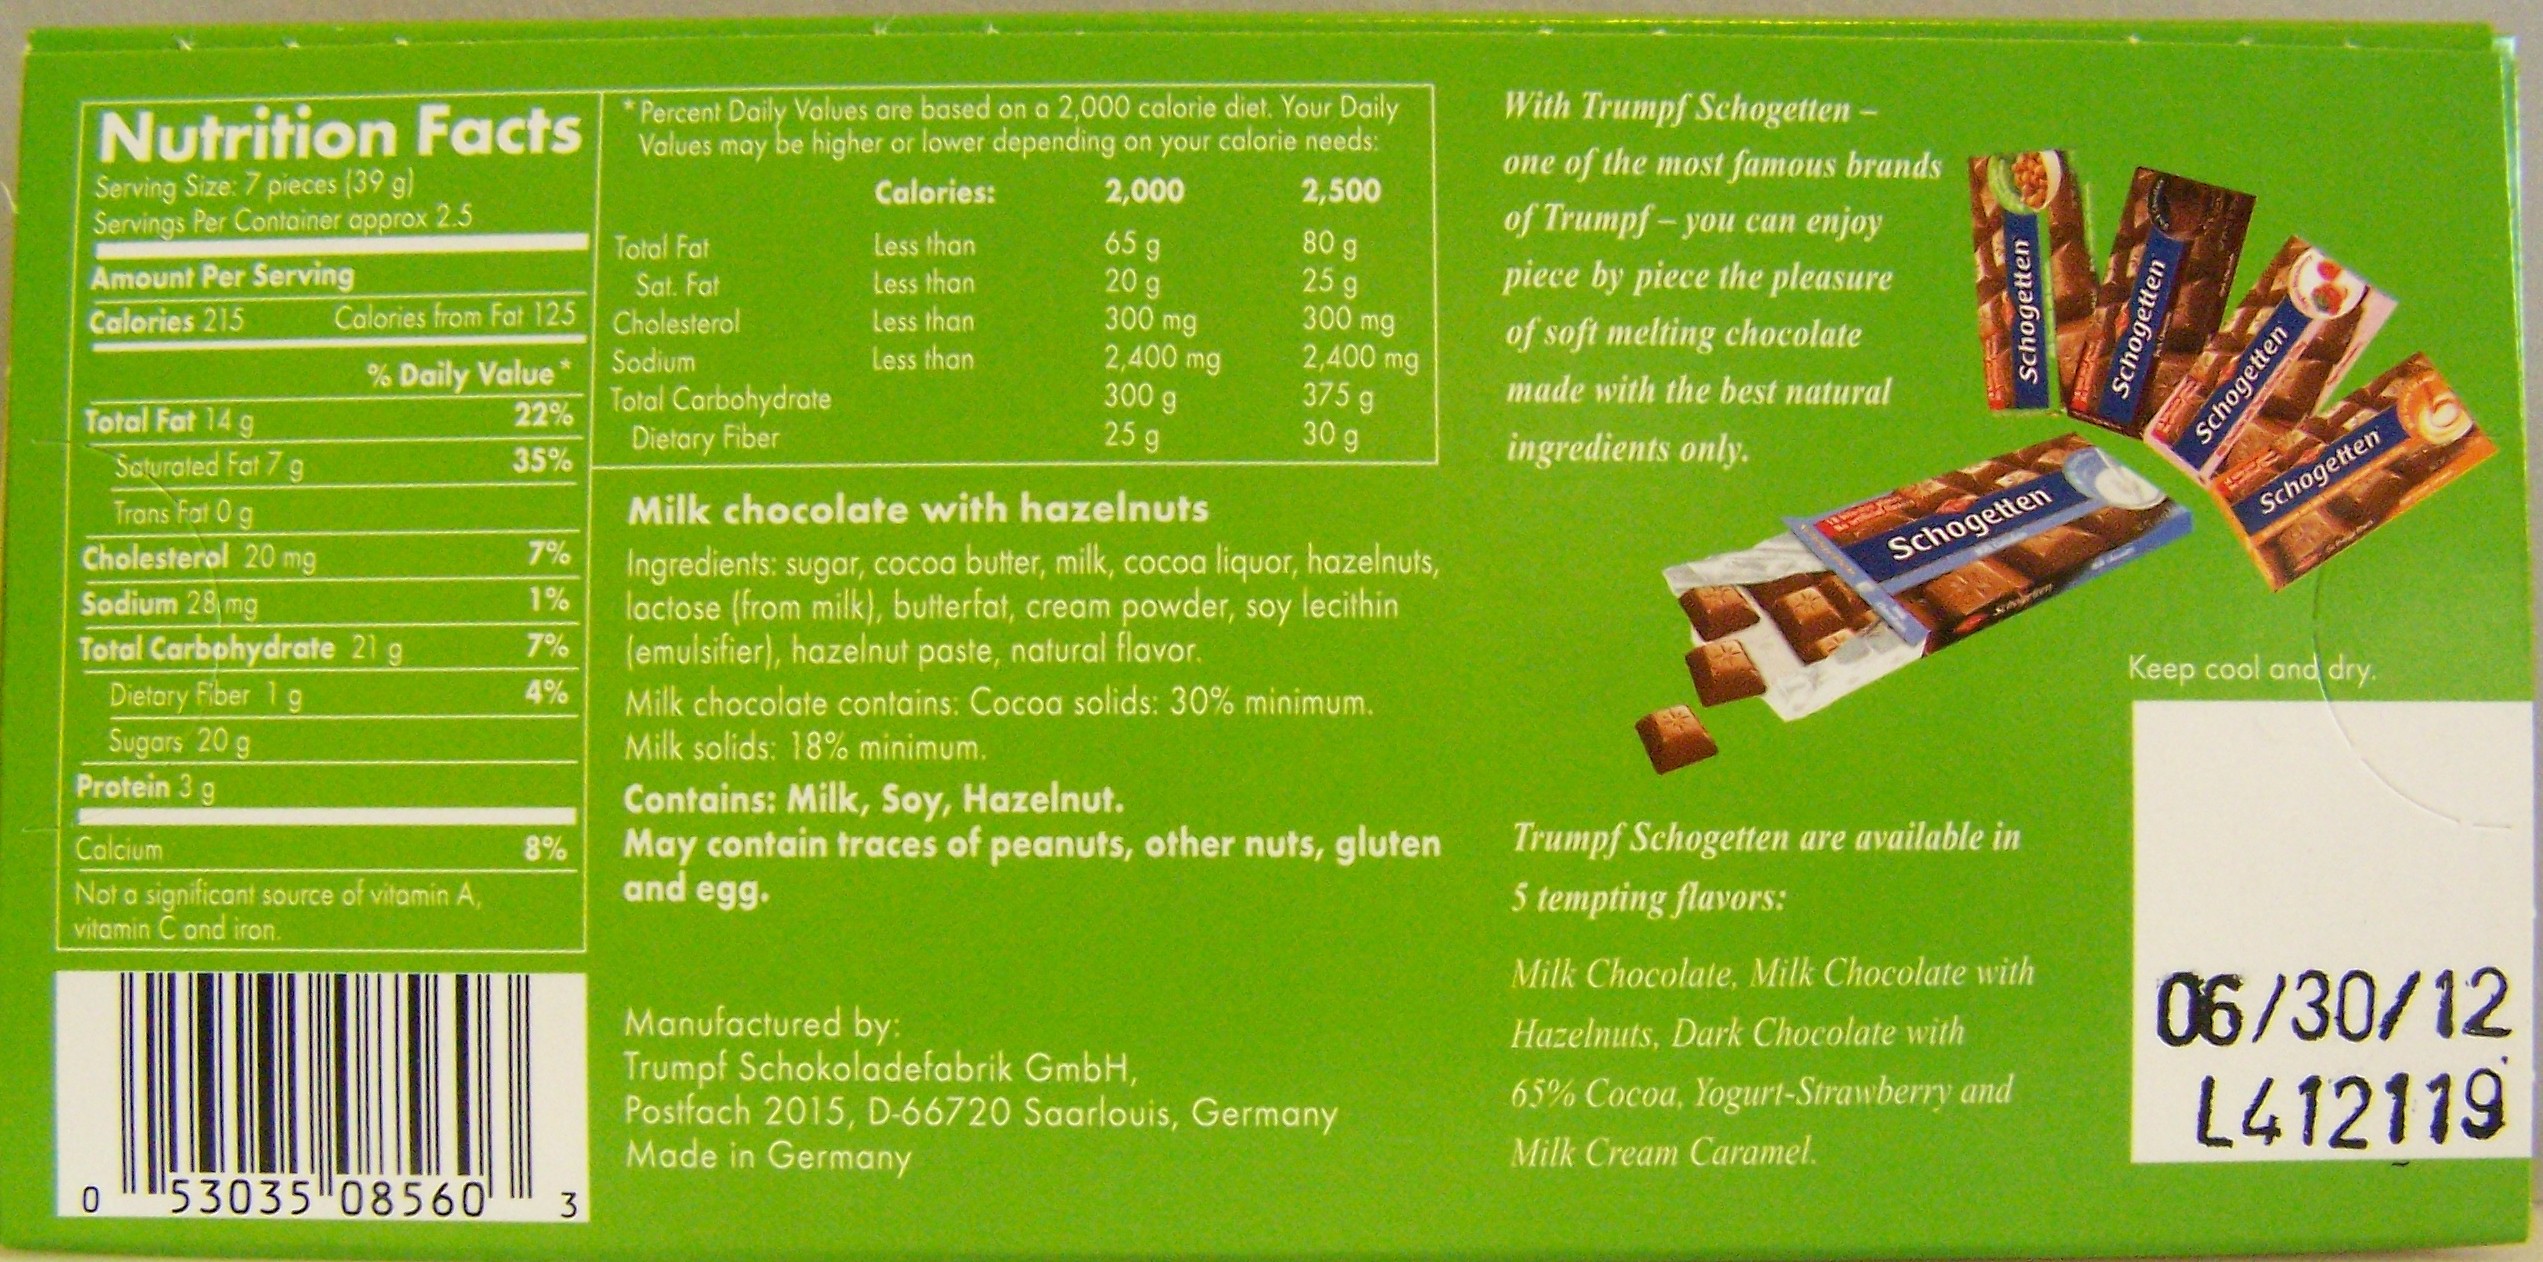 Nutrition Facts
Serving Size: 7 pieces (39 g)
Servings Per Container approx 2.5
Amount Per Serving
Calories 215 Calories from Fat 125
% Daily Value*
Total Fat 14 g 22%
Saturated Fat 7 g 35%
Trans Fat 0 g
Cholesterol 20 mg 7%
Sodium 28 mg 1%
Total Carbohydrate 21 g 7%
Dietary Fiber 1 g 4%
Sugars 20 g
Protein 3 g
Calcium 8%
Not a significant source of vitamin A,
vitamin C and iron.
0 53035 08560 3
*Percent Daily Values are based on a 2,000 calorie diet. Your Daily
Values may be higher or lower depending on your calorie needs:
Calories: 2,000 2,500
Total Fat Less than 65 g 80 g
Sat. Fat Less than 20 g 25 g
Cholesterol Less than 300 mg 300 mg
Sodium Less than 2,400 mg 2,400 mg
Total Carbohydrate 300 g 375 g
Dietary Fiber 25 g 30 g
Milk chocolate with hazelnuts
Ingredients: sugar, cocoa butter, milk, cocoa liquor, hazelnuts,
lactose (from milk), butterfat, cream powder, soy lecithin
(emulsifier), hazelnut paste, natural flavor.
Milk chocolate contains: Cocoa solids: 30% minimum.
Milk solids: 18% minimum.
Contains: Milk, Soy, Hazelnut.
May contain traces of peanuts, other nuts, gluten
and egg.
Manufactured by:
Trumpf Schokoladefabrik GmbH,
Postfach 2015, D-66720 Saarlouis, Germany
Made in Germany
With Trumpf Schogetten –
one of the most famous brands
of Trumpf – you can enjoy
piece by piece the pleasure
of soft melting chocolate
made with the best natural
ingredients only.
Schogetten
Schogetten
Schogetten
Schogetten
Schogetten
Trumpf Schogetten are available in
5 tempting flavors:
Milk Chocolate, Milk Chocolate with
Hazelnuts, Dark Chocolate with
65% Cocoa, Yogurt-Strawberry and
Milk Cream Caramel.
Keep cool and dry.
06/30/12
L412119